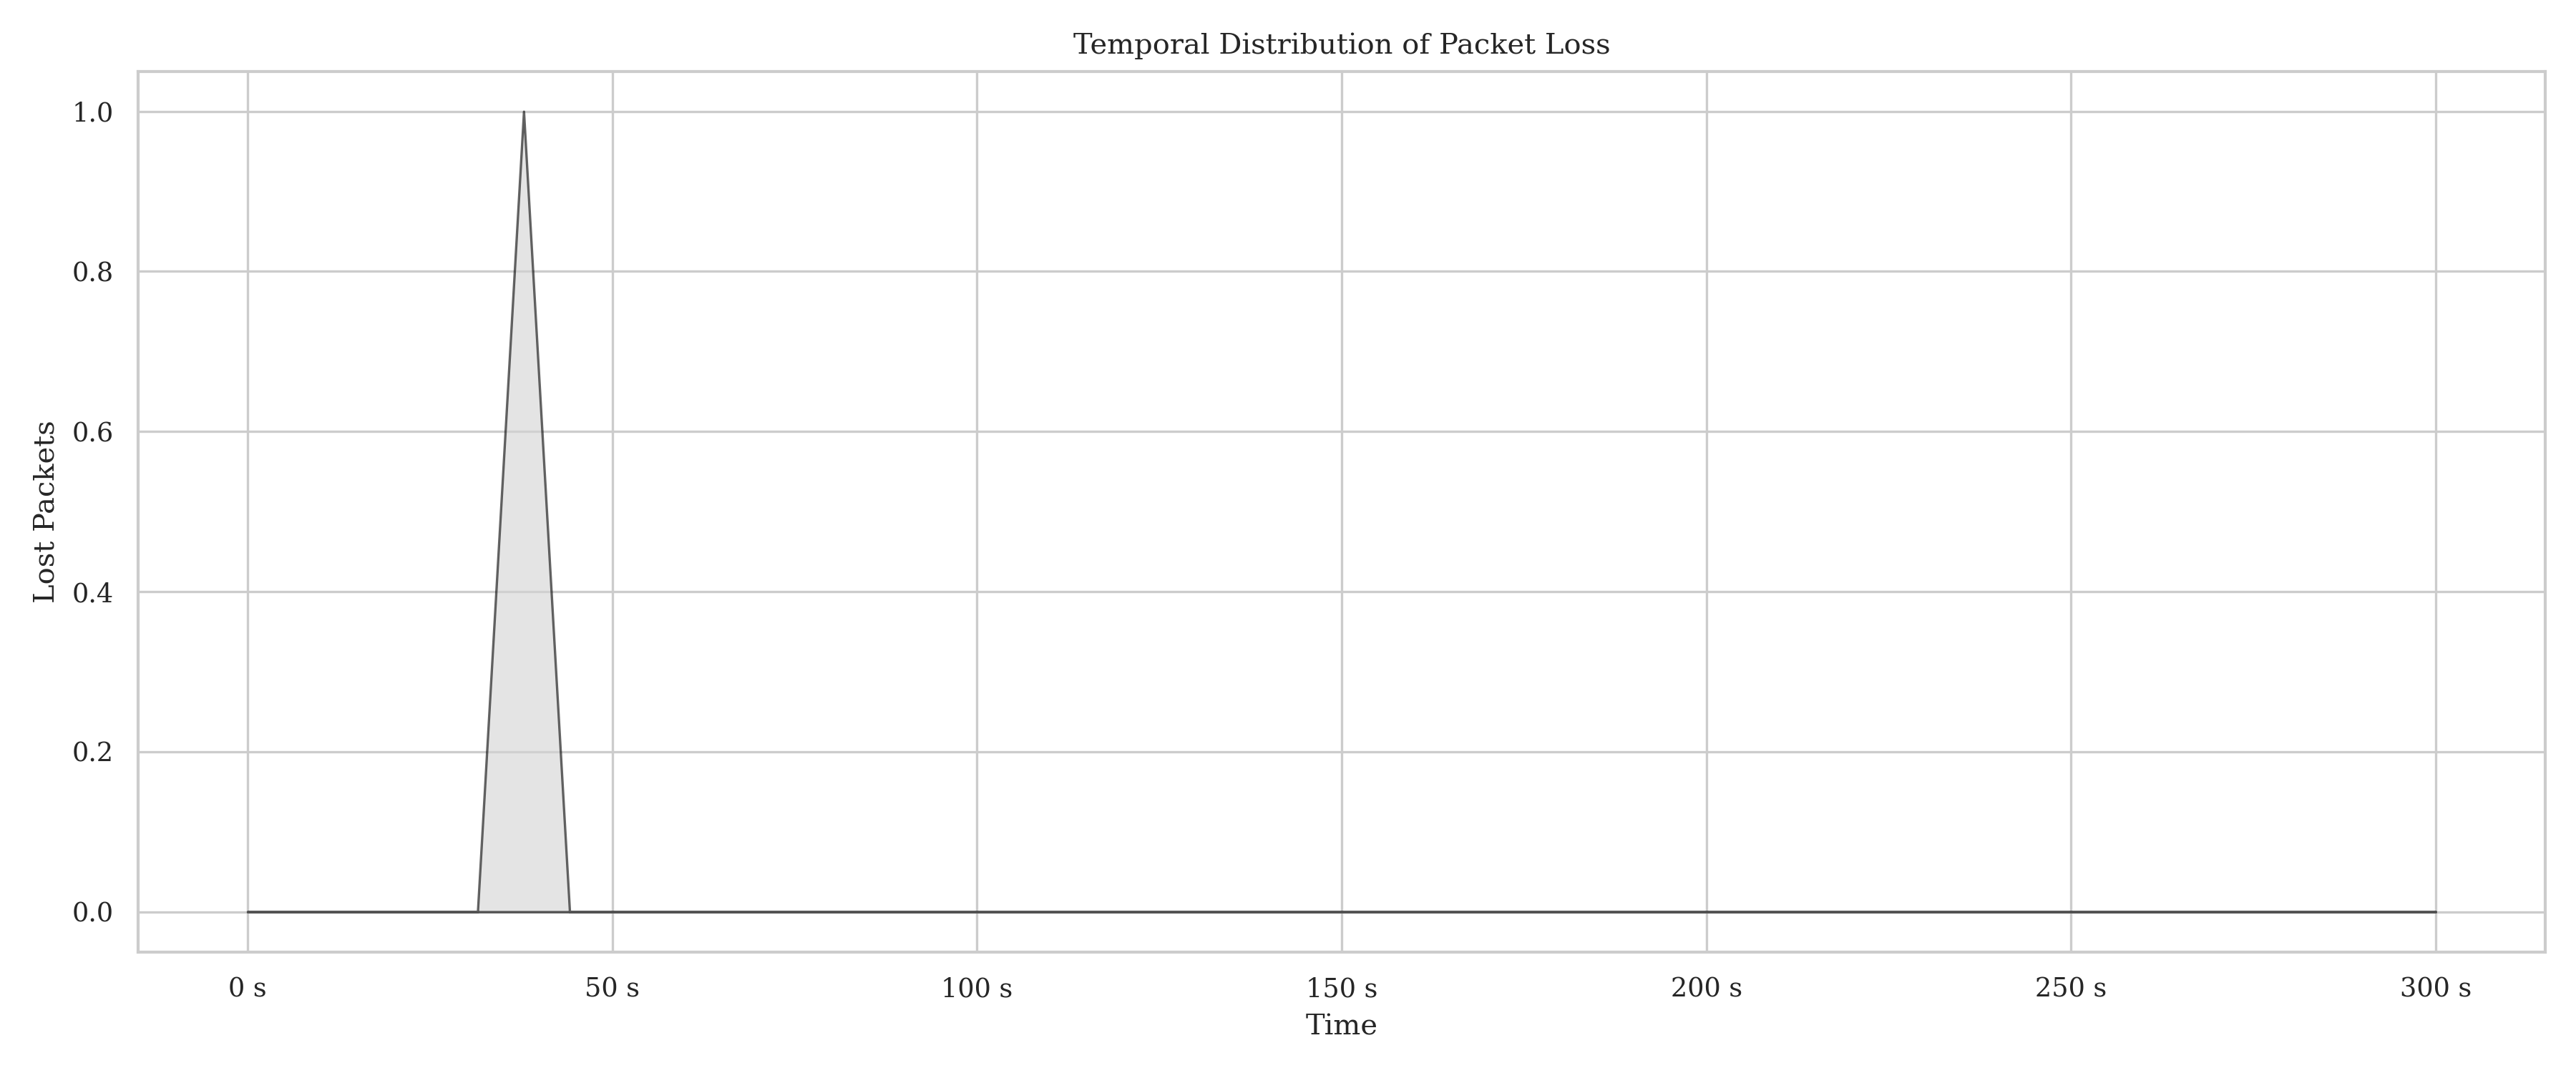 Temporal Distribution of Packet Loss
1.0
0.8
0.6
0.4
0.2
0.0
Lost Packets
0 s
50 s
100 s
150 s
200 s
250 s
300 s
Time